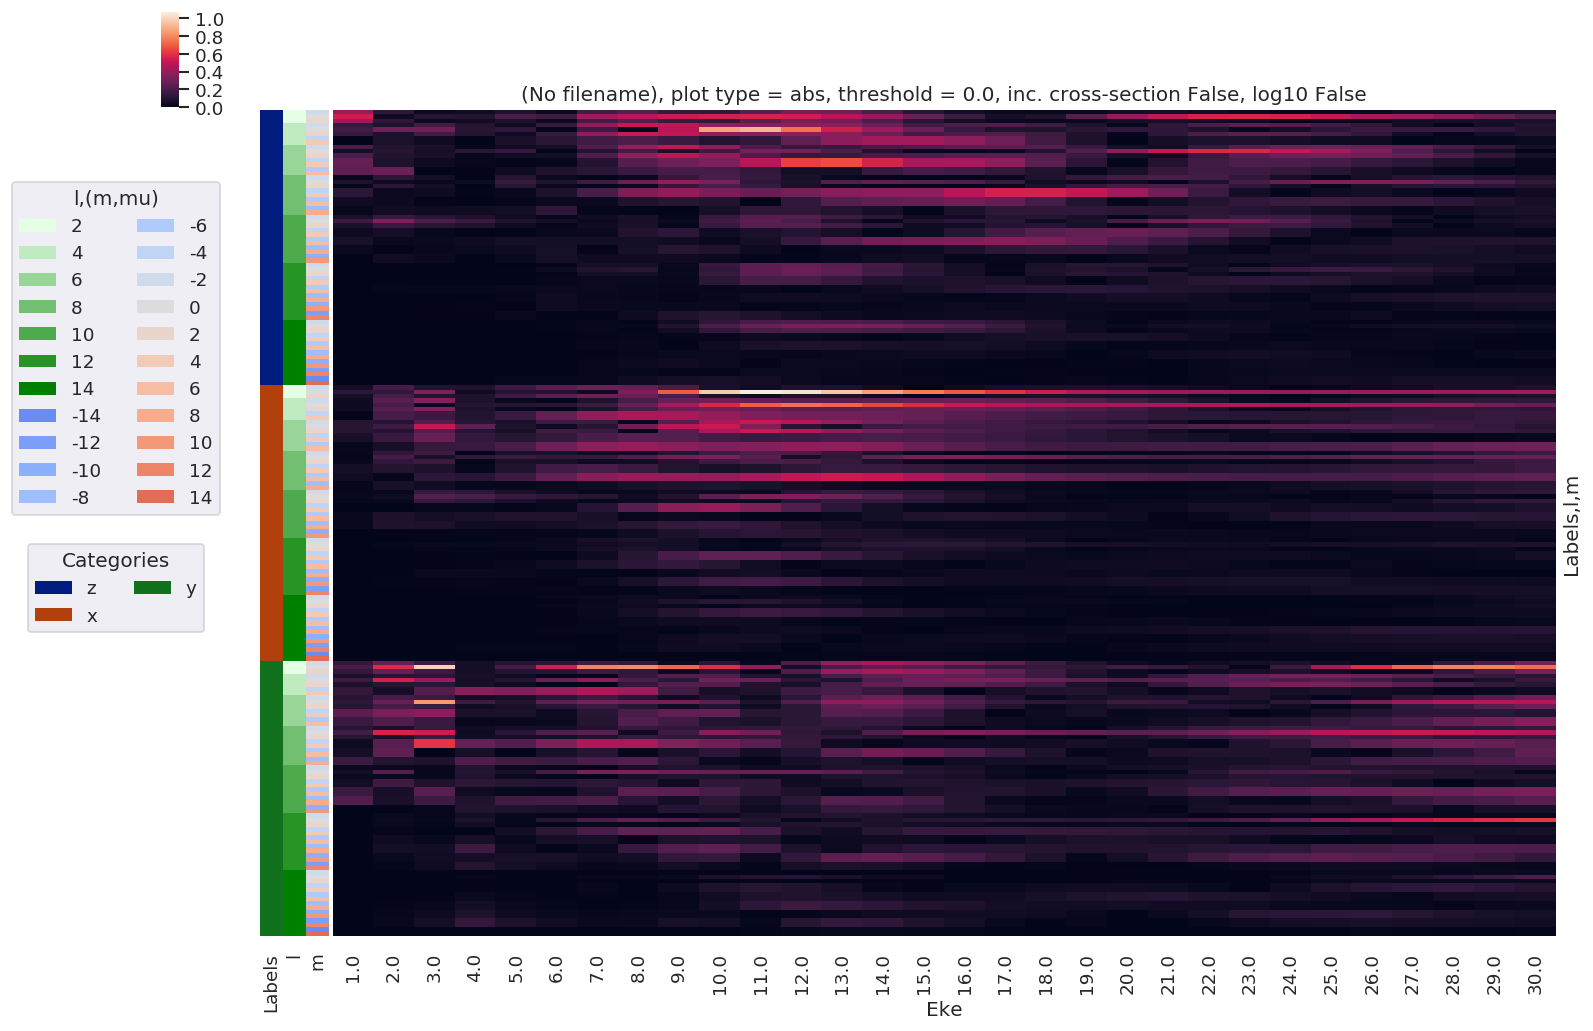 1.0
0.8
0.6
0.4
0.2
0.0
(No filename), plot type = abs, threshold = 0.0, inc. cross-section False, log10 False
l,(m,mu)
2 -6
4 -4
6 -2
8 0
10 2
12 4
14 6
-14 8
-12 10
-10 12
-8 14
Categories
z y
x
Labels,l,m
Labels l m 1.0 2.0 3.0 4.0 5.0 6.0 7.0 8.0 9.0 10.0 11.0 12.0 13.0 14.0 15.0 16.0 17.0 18.0 19.0 20.0 21.0 22.0 23.0 24.0 25.0 26.0 27.0 28.0 29.0 30.0
Eke